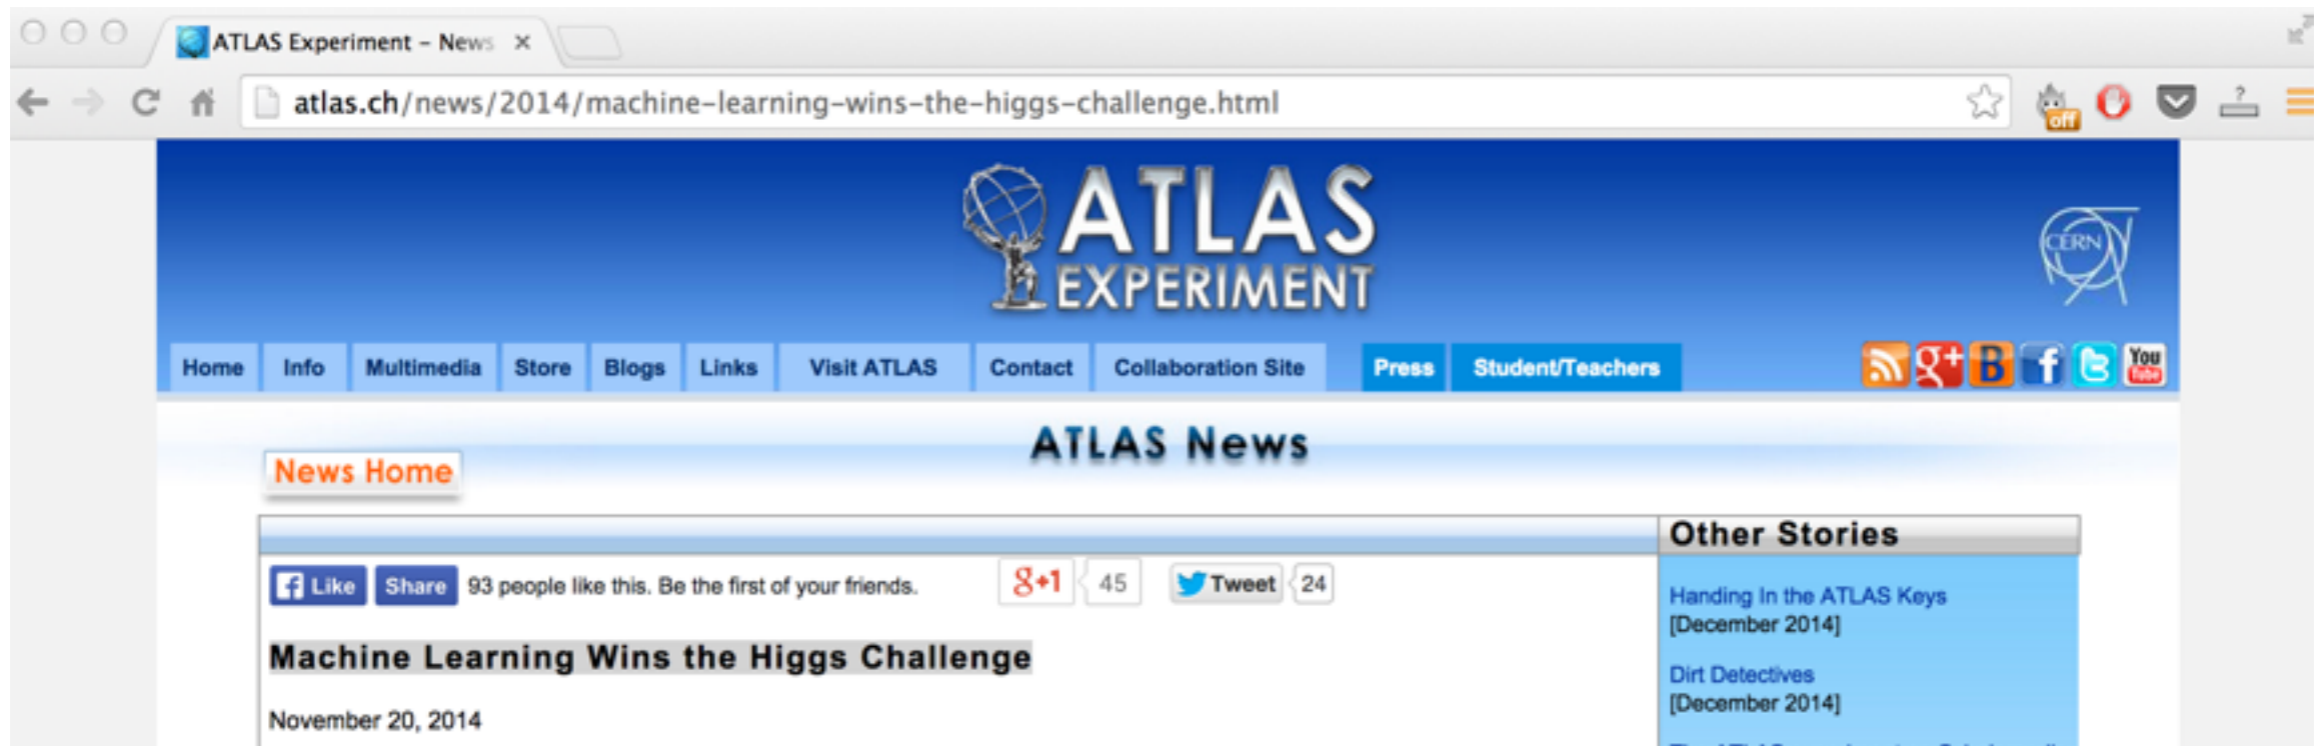 ATLAS Experiment – News
atlas.ch/news/2014/machine-learning-wins-the-higgs-challenge.html
?
off
ATLAS
EXPERIMENT
CERN
Home Info Multimedia Store Blogs Links Visit ATLAS Contact Collaboration Site Press Student/Teachers
g+ B f You
Tube
ATLAS News
News Home
Other Stories
f Like Share 93 people like this. Be the first of your friends. g+1 45 Tweet 24
Handing In the ATLAS Keys
[December 2014]
Machine Learning Wins the Higgs Challenge
Dirt Detectives
[December 2014]
November 20, 2014